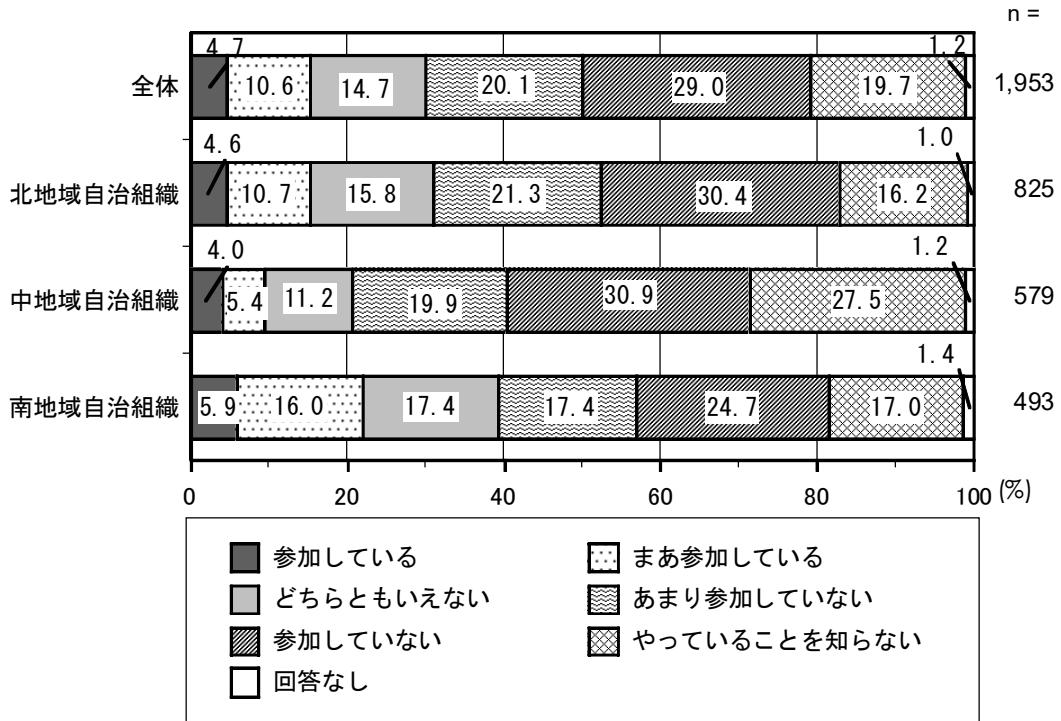 n =
4.7 1.2
全体 10.6 14.7 20.1 29.0 19.7 1,953
4.6 1.0
北地域自治組織 10.7 15.8 21.3 30.4 16.2 825
4.0 1.2
中地域自治組織 5.4 11.2 19.9 30.9 27.5 579
1.4
南地域自治組織 5.9 16.0 17.4 17.4 24.7 17.0 493
0 20 40 60 80 100 (%)
参加している まあ参加している
どちらともいえない あまり参加していない
参加していない やっていることを知らない
回答なし